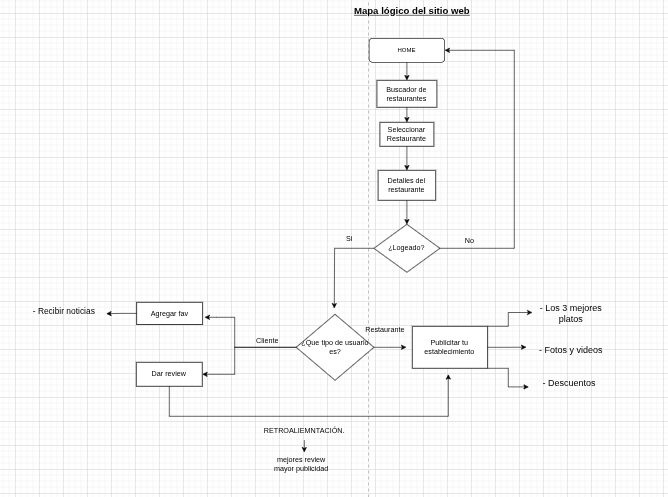 Mapa lógico del sitio web
HOME
Buscador de
restaurantes
Seleccionar
Restaurante
Detalles del
restaurante
¿Logeado?
Si
No
¿Que tipo de usuario
es?
Cliente
Restaurante
Agregar fav
- Recibir noticias
Dar review
Publicitar tu
establecimiento
- Los 3 mejores
platos
- Fotos y videos
- Descuentos
RETROALIEMNTACIÓN.
mejores review
mayor publicidad